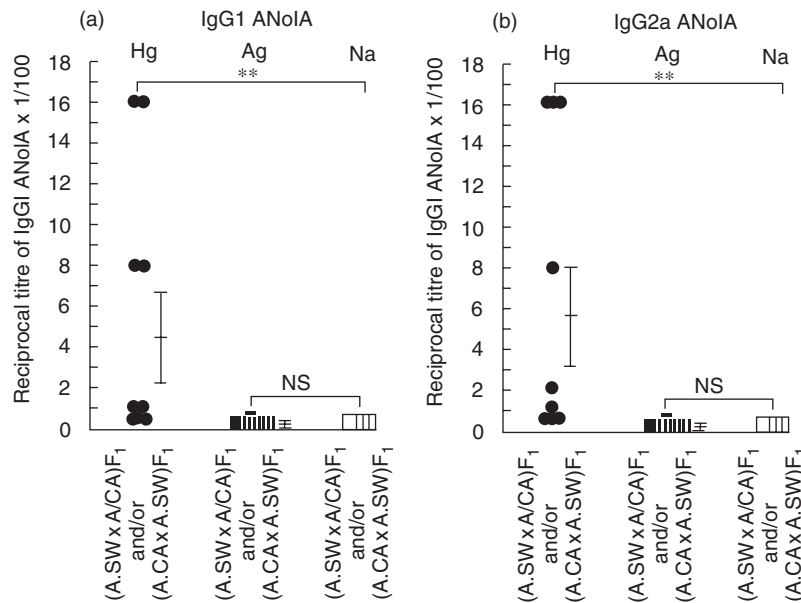 (a) IgG1 ANolA
Hg Ag Na
**
NS
Reciprocal titre of IgGI ANolA x 1/100
18
16
14
12
10
8
6
4
2
0
(A.SW x A/CA)F1
and/or
(A.CA x A.SW)F1
(A.SW x A/CA)F1
and/or
(A.CA x A.SW)F1
(A.SW x A/CA)F1
and/or
(A.CA x A.SW)F1
(b) IgG2a ANolA
Hg Ag Na
**
NS
Reciprocal titre of IgGI ANolA x 1/100
18
16
14
12
10
8
6
4
2
0
(A.SW x A/CA)F1
and/or
(A.CA x A.SW)F1
(A.SW x A/CA)F1
and/or
(A.CA x A.SW)F1
(A.SW x A/CA)F1
and/or
(A.CA x A.SW)F1